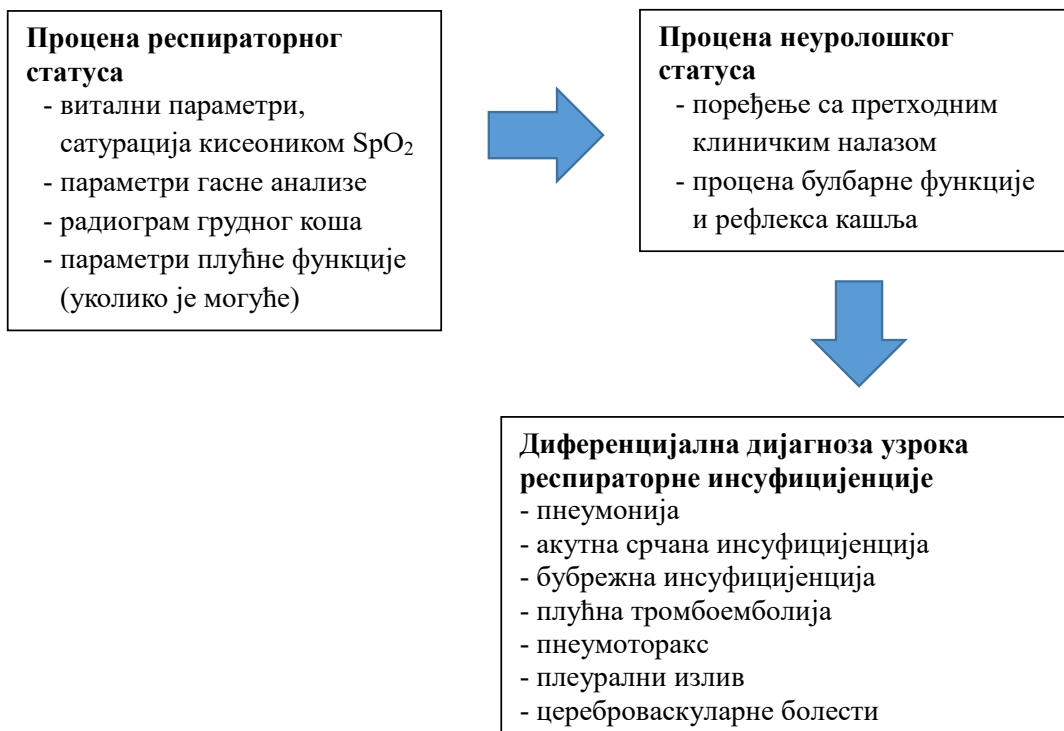 Процена респираторног
статуса
- витални параметри,
сатурација кисеоником SpO₂
- параметри гасне анализе
- радиограм грудног коша
- параметри плућне функције
(уколико је могуће)
Процена неуролошког
статуса
- поређење са претходним
клиничким налазом
- процена булбарне функције
и рефлекса кашља
Диференцијална дијагноза узрока
респираторне инсуфицијенције
- пнеумонија
- акутна срчана инсуфицијенција
- бубрежна инсуфицијенција
- плућна тромбоемболија
- пнеумоторакс
- плеурални излив
- цереброваскуларне болести